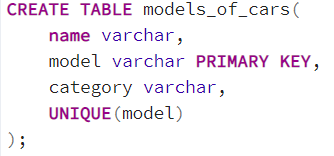 CREATE TABLE models_of_cars(
    name varchar,
    model varchar PRIMARY KEY,
    category varchar,
    UNIQUE(model)
);